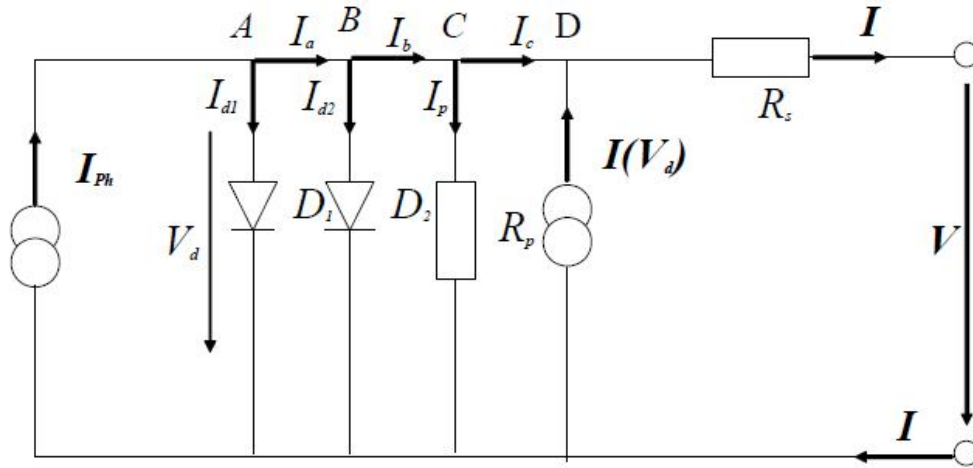 A I_a B I_b C I_c D I
I_d1 I_d2 I_p R_s
I_Ph I(V_d)
V_d D_1 D_2 R_p V
I